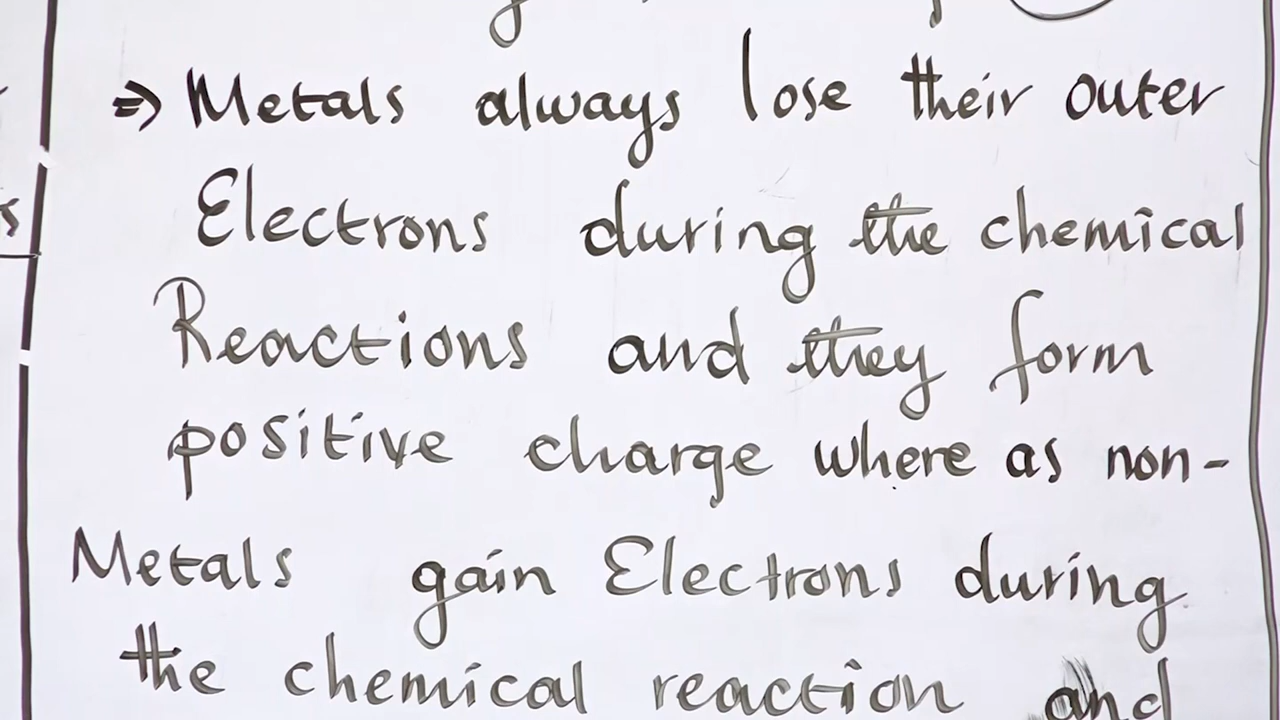 ⇒ Metals always lose their outer
Electrons during the chemical
Reactions and they form
positive charge where as non-
Metals gain Electrons during
the chemical reaction and